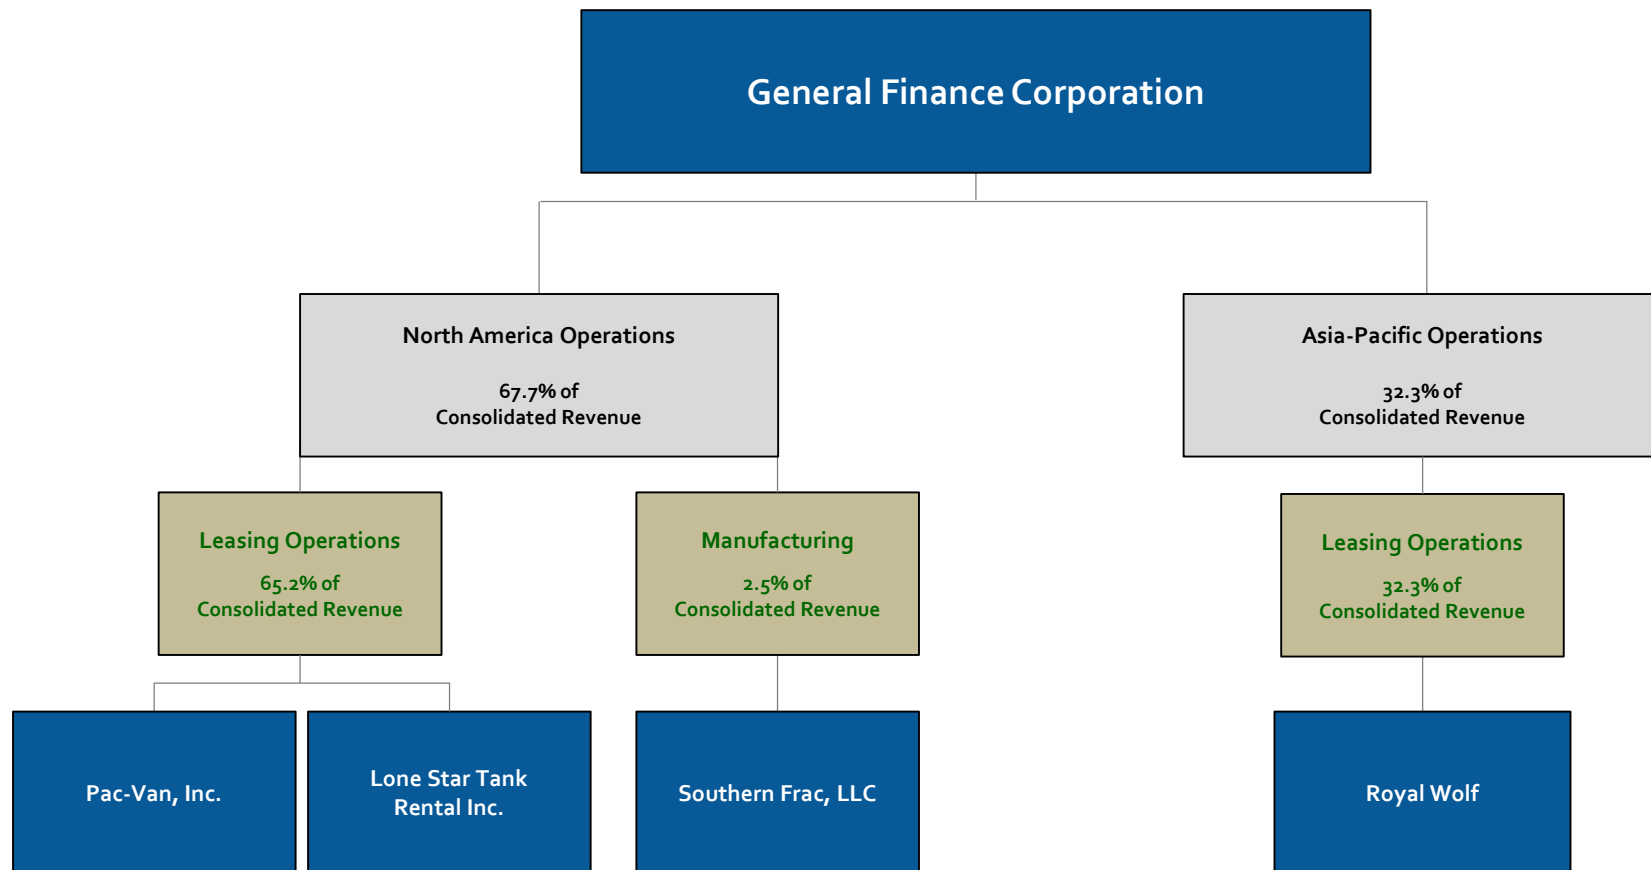 General Finance Corporation
North America Operations
67.7% of
Consolidated Revenue
Asia-Pacific Operations
32.3% of
Consolidated Revenue
Leasing Operations
65.2% of
Consolidated Revenue
Manufacturing
2.5% of
Consolidated Revenue
Leasing Operations
32.3% of
Consolidated Revenue
Pac-Van, Inc.
Lone Star Tank
Rental Inc.
Southern Frac, LLC
Royal Wolf